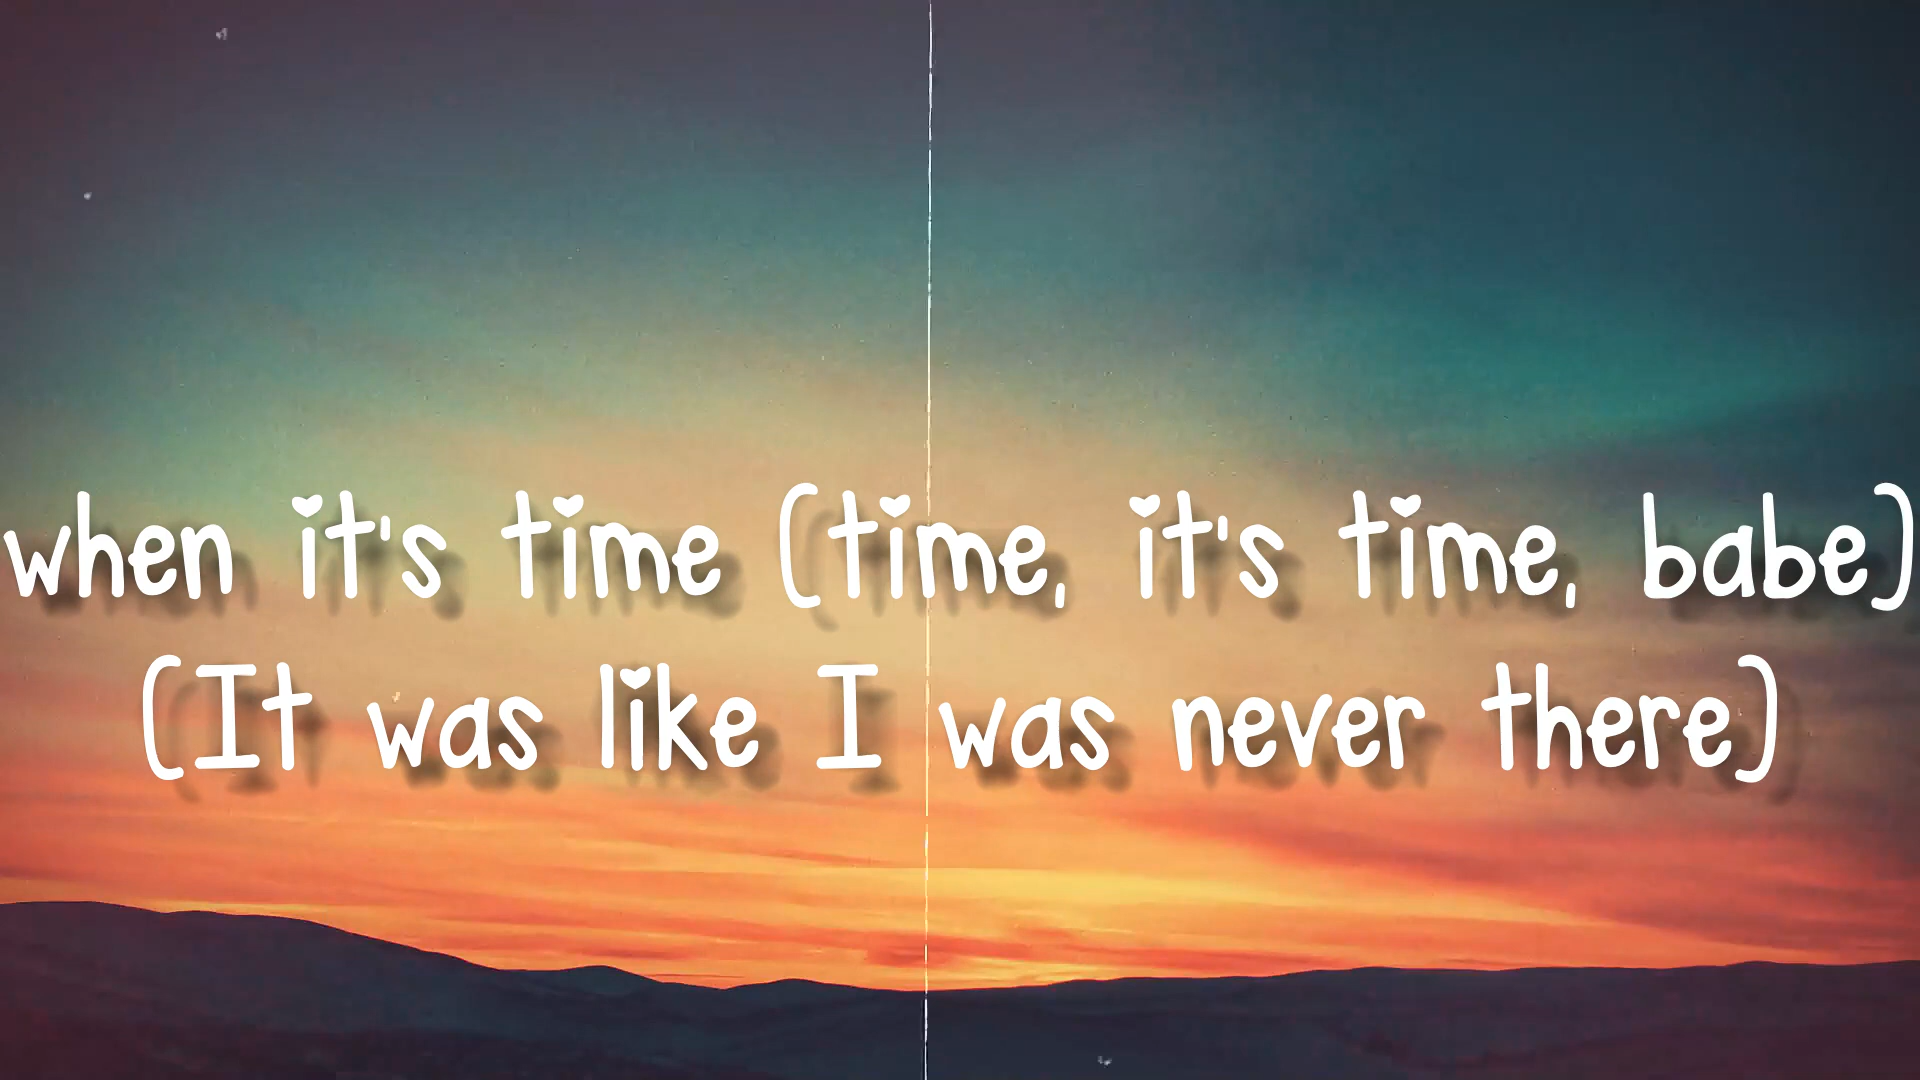 when it's time (time, it's time, babe)
(It was like I was never there)